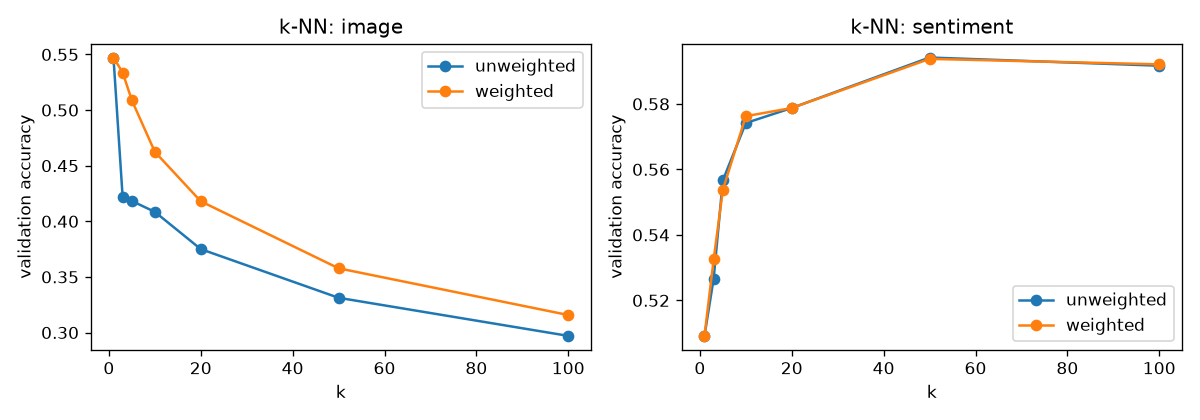 k-NN: image
validation accuracy
0.55
0.50
0.45
0.40
0.35
0.30
unweighted
weighted
0 20 40 60 80 100
k
k-NN: sentiment
validation accuracy
0.58
0.56
0.54
0.52
unweighted
weighted
0 20 40 60 80 100
k